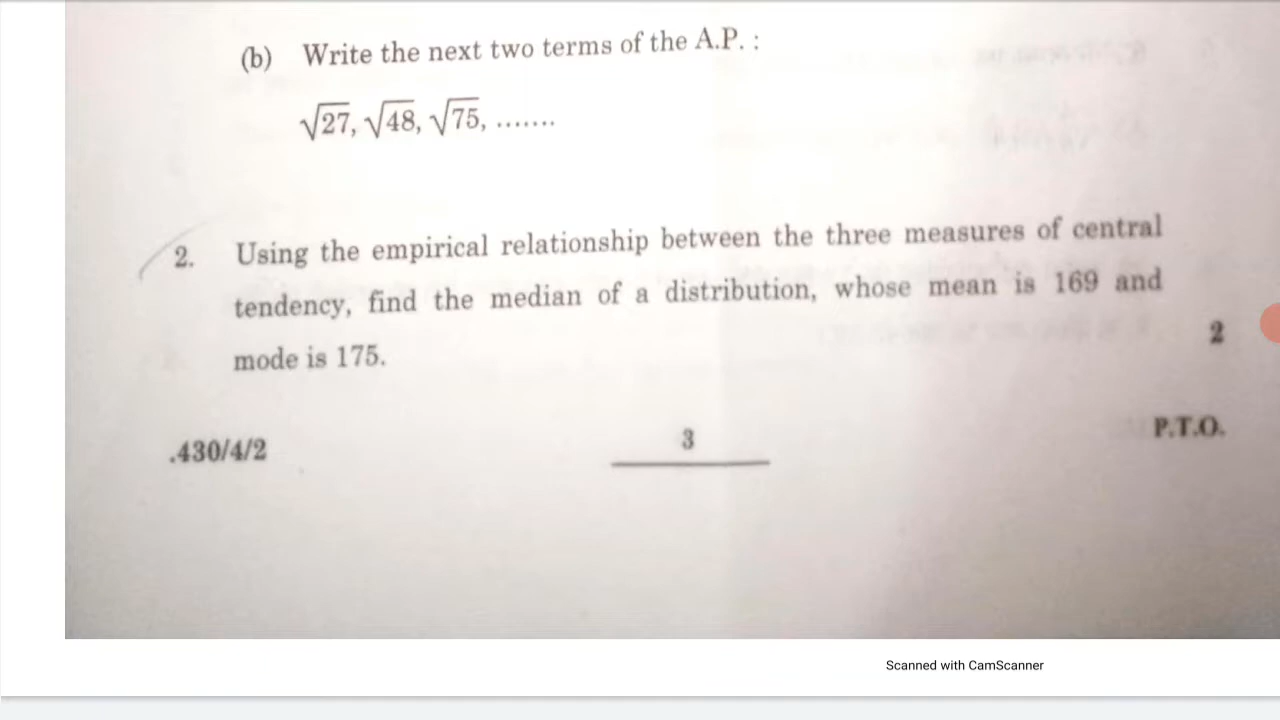 (b) Write the next two terms of the A.P. :
√27, √48, √75, .......
2. Using the empirical relationship between the three measures of central
tendency, find the median of a distribution, whose mean is 169 and
mode is 175.
2
.430/4/2
3
P.T.O.
Scanned with CamScanner